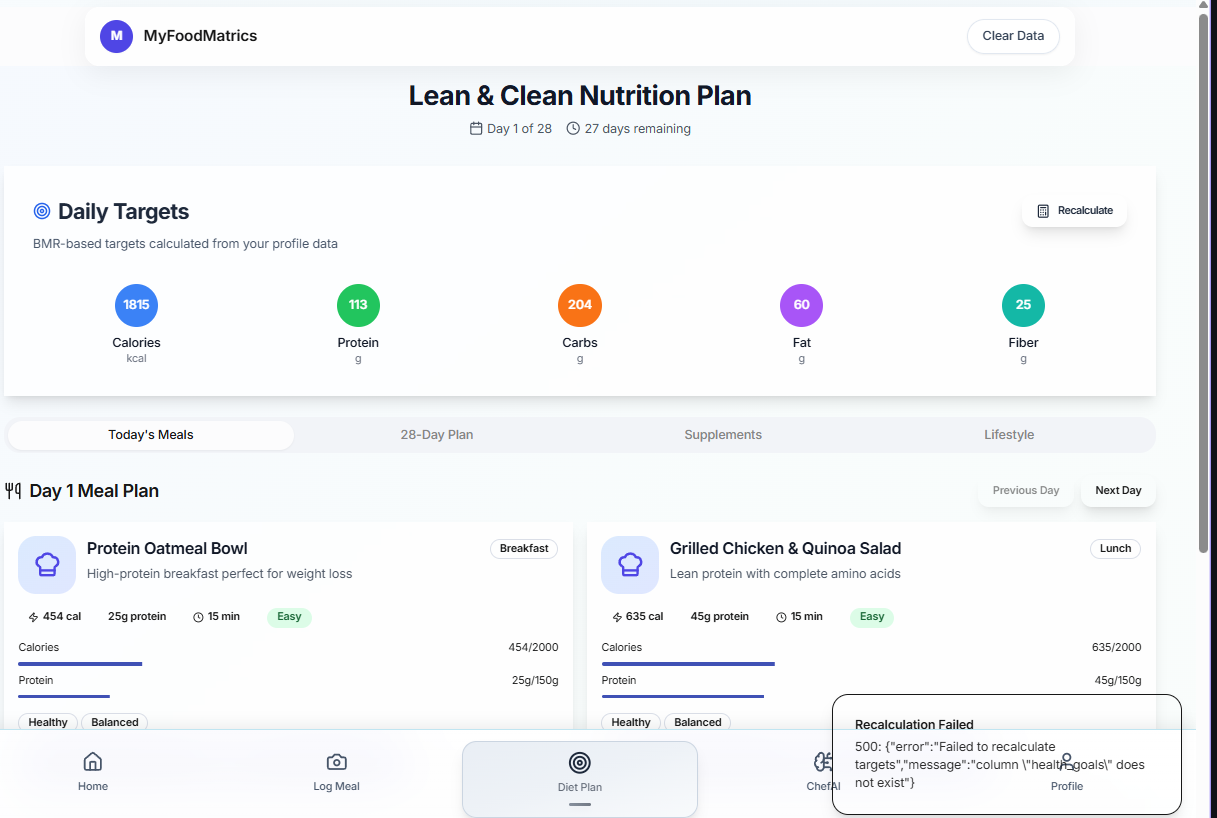 M MyFoodMatrics Clear Data
Lean & Clean Nutrition Plan
Day 1 of 28 27 days remaining
Daily Targets Recalculate
BMR-based targets calculated from your profile data
1815 113 204 60 25
Calories Protein Carbs Fat Fiber
kcal g g g g
Today's Meals 28-Day Plan Supplements Lifestyle
Day 1 Meal Plan Previous Day Next Day
Protein Oatmeal Bowl Breakfast
High-protein breakfast perfect for weight loss
454 cal 25g protein 15 min Easy
Calories 454/2000
Protein 25g/150g
Healthy Balanced
Grilled Chicken & Quinoa Salad Lunch
Lean protein with complete amino acids
635 cal 45g protein 15 min Easy
Calories 635/2000
Protein 45g/150g
Healthy Balanced
Recalculation Failed
500: {"error":"Failed to recalculate
targets","message":"column \"health_goals\" does
not exist"}
Home Log Meal Diet Plan ChefAI Profile